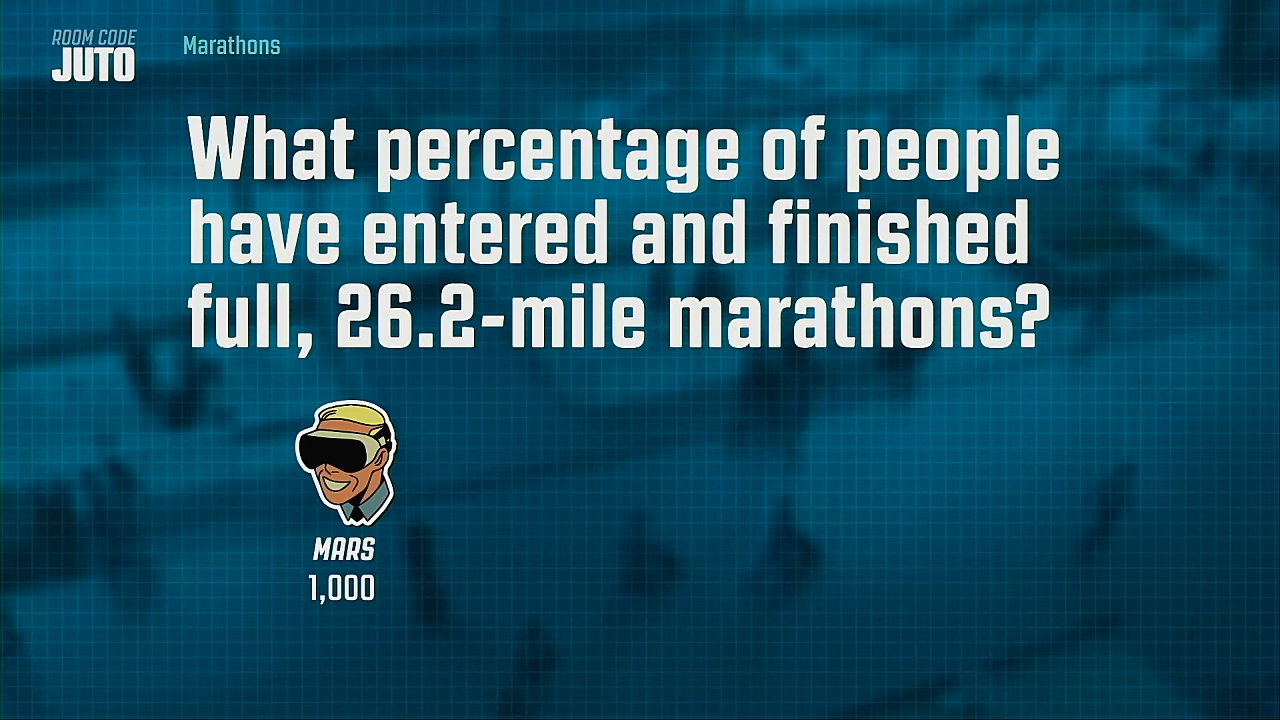 ROOM CODE
JUTO
Marathons
What percentage of people
have entered and finished
full, 26.2-mile marathons?
MARS
1,000